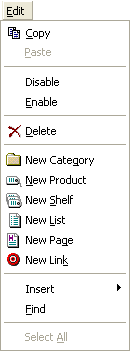 Edit
Copy
Paste
Disable
Enable
Delete
New Category
New Product
New Shelf
New List
New Page
New Link
Insert
Find
Select All